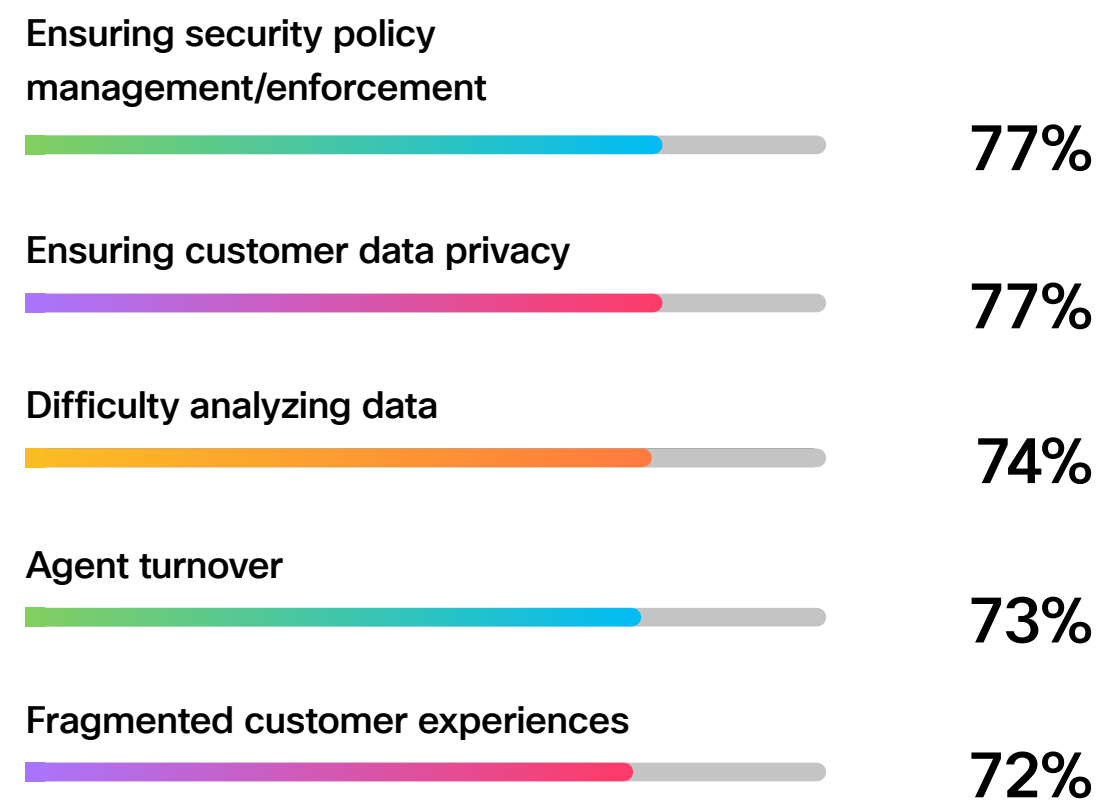 Ensuring security policy
management/enforcement
77%
Ensuring customer data privacy
77%
Difficulty analyzing data
74%
Agent turnover
73%
Fragmented customer experiences
72%